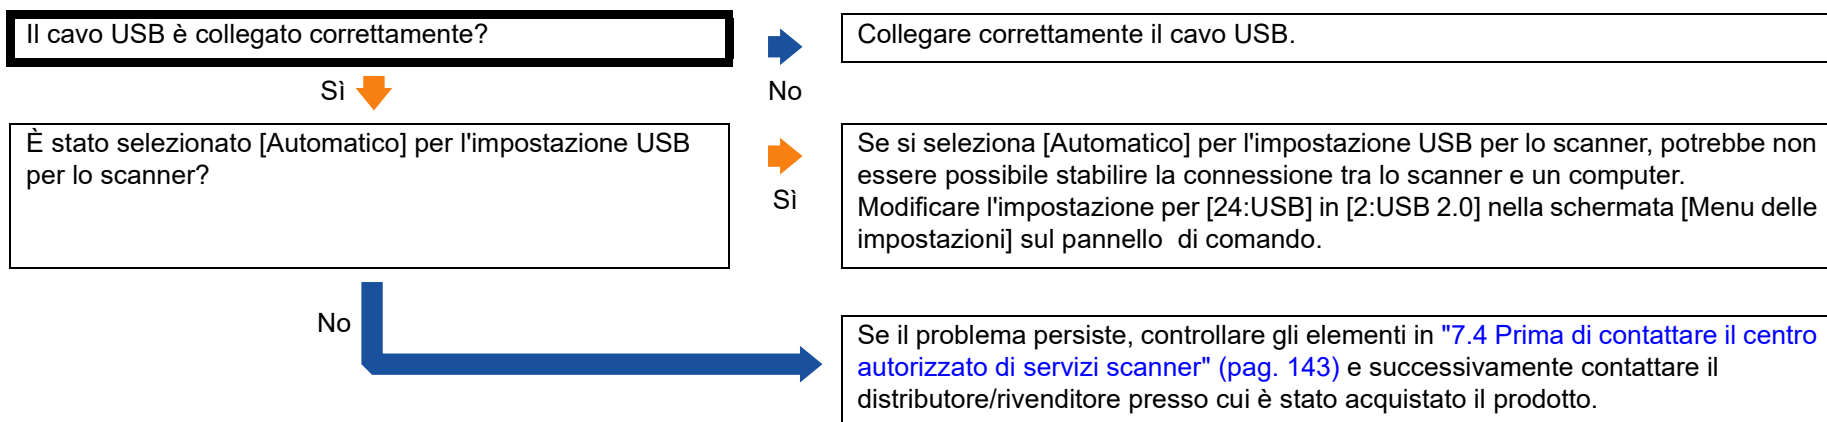 Il cavo USB è collegato correttamente?
Collegare correttamente il cavo USB.
Sì
No
È stato selezionato [Automatico] per l'impostazione USB
per lo scanner?
Sì
Se si seleziona [Automatico] per l'impostazione USB per lo scanner, potrebbe non
essere possibile stabilire la connessione tra lo scanner e un computer.
Modificare l'impostazione per [24:USB] in [2:USB 2.0] nella schermata [Menu delle
impostazioni] sul pannello  di comando.
No
Se il problema persiste, controllare gli elementi in "7.4 Prima di contattare il centro
autorizzato di servizi scanner" (pag. 143) e successivamente contattare il
distributore/rivenditore presso cui è stato acquistato il prodotto.